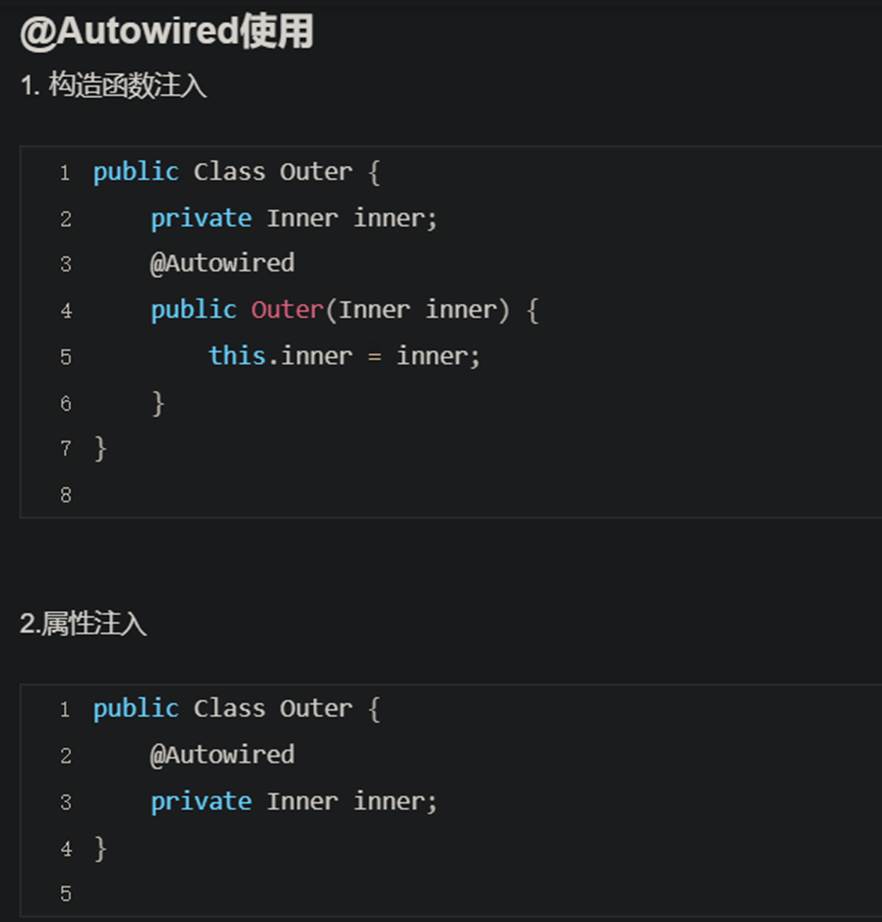 @Autowired使用
1. 构造函数注入
1 public Class Outer {
2     private Inner inner;
3     @Autowired
4     public Outer(Inner inner) {
5         this.inner = inner;
6     }
7 }
8
2.属性注入
1 public Class Outer {
2     @Autowired
3     private Inner inner;
4 }
5